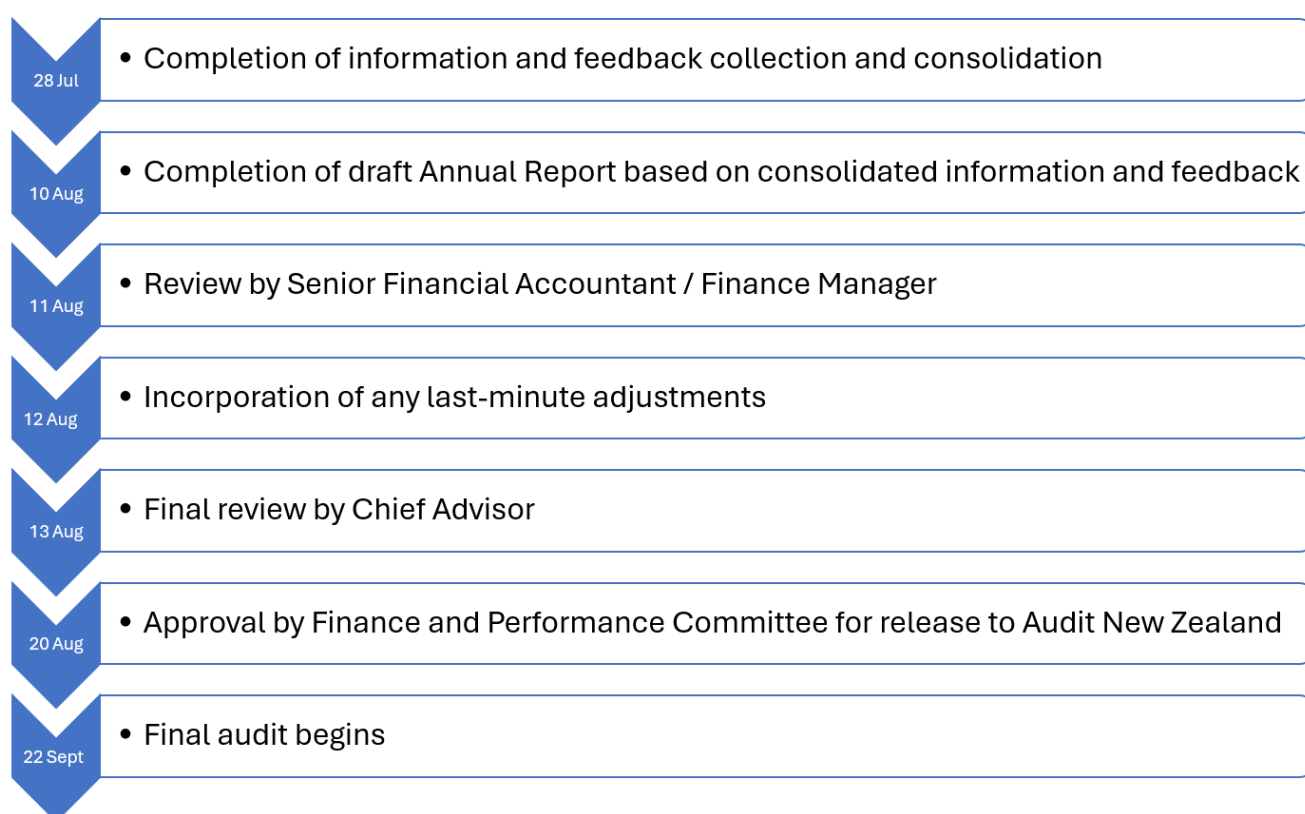 28 Jul
• Completion of information and feedback collection and consolidation
10 Aug
• Completion of draft Annual Report based on consolidated information and feedback
11 Aug
• Review by Senior Financial Accountant / Finance Manager
12 Aug
• Incorporation of any last-minute adjustments
13 Aug
• Final review by Chief Advisor
20 Aug
• Approval by Finance and Performance Committee for release to Audit New Zealand
22 Sept
• Final audit begins